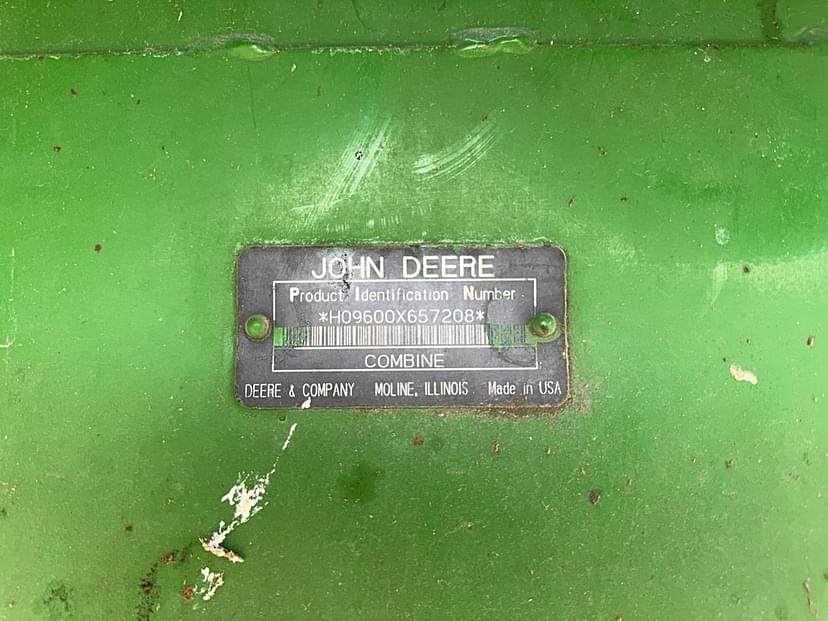 JOHN DEERE
Product Identification Number
*H09600X657208*
COMBINE
DEERE & COMPANY MOLINE, ILLINOIS Made in USA